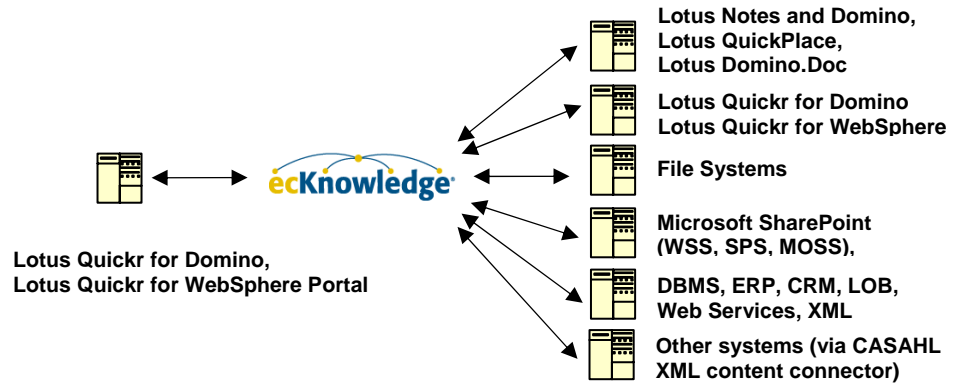 Lotus Notes and Domino,
Lotus QuickPlace,
Lotus Domino.Doc
Lotus Quickr for Domino
Lotus Quickr for WebSphere
ecKnowledge
File Systems
Microsoft SharePoint
(WSS, SPS, MOSS),
Lotus Quickr for Domino,
Lotus Quickr for WebSphere Portal
DBMS, ERP, CRM, LOB,
Web Services, XML
Other systems (via CASAHL
XML content connector)